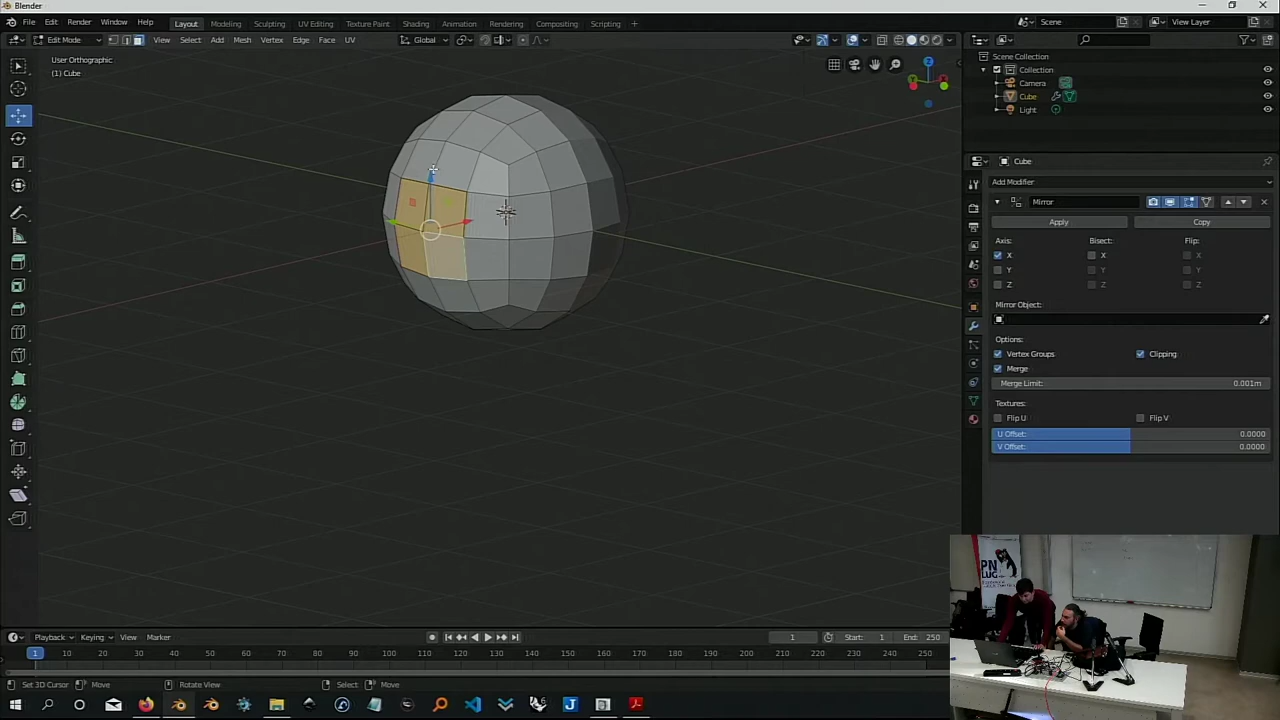 Blender
File Edit Render Window Help Layout Modeling Sculpting UV Editing Texture Paint Shading Animation Rendering Compositing Scripting + Scene View Layer
Edit Mode View Select Add Mesh Vertex Edge Face UV Global
User Orthographic
(1) Cube
Scene Collection
Collection
Camera
Cube
Light
Cube
Add Modifier
Mirror
Apply Copy
Axis: Bisect: Flip:
X X X
Y Y Y
Z Z Z
Mirror Object:
Options:
Vertex Groups Clipping
Merge
Merge Limit: 0.001m
Textures:
Flip U Flip V
U Offset: 0.0000
V Offset: 0.0000
PN
LUG
Playback Keying View Marker 1 Start: 1 End: 250
1 10 20 30 40 50 60 70 80 90 100 110 120 130 140 150 160 170 180 190 200 210 220 230 240 250
Set 3D Cursor Move Rotate View Select Move